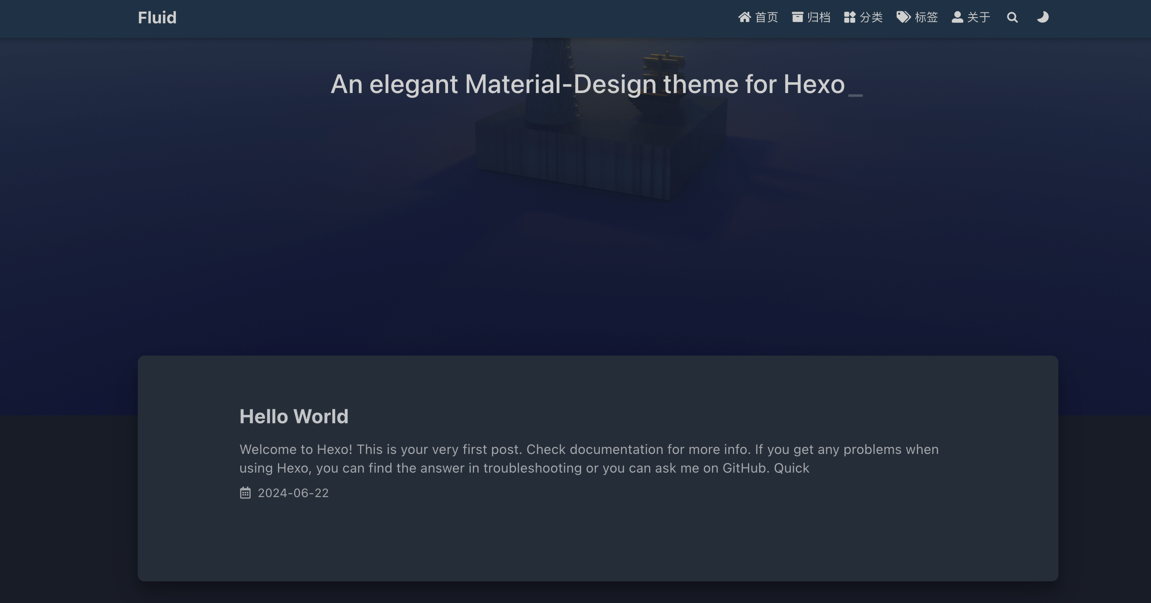 Fluid
首页 归档 分类 标签 关于
An elegant Material-Design theme for Hexo_
Hello World
Welcome to Hexo! This is your very first post. Check documentation for more info. If you get any problems when
using Hexo, you can find the answer in troubleshooting or you can ask me on GitHub. Quick
2024-06-22